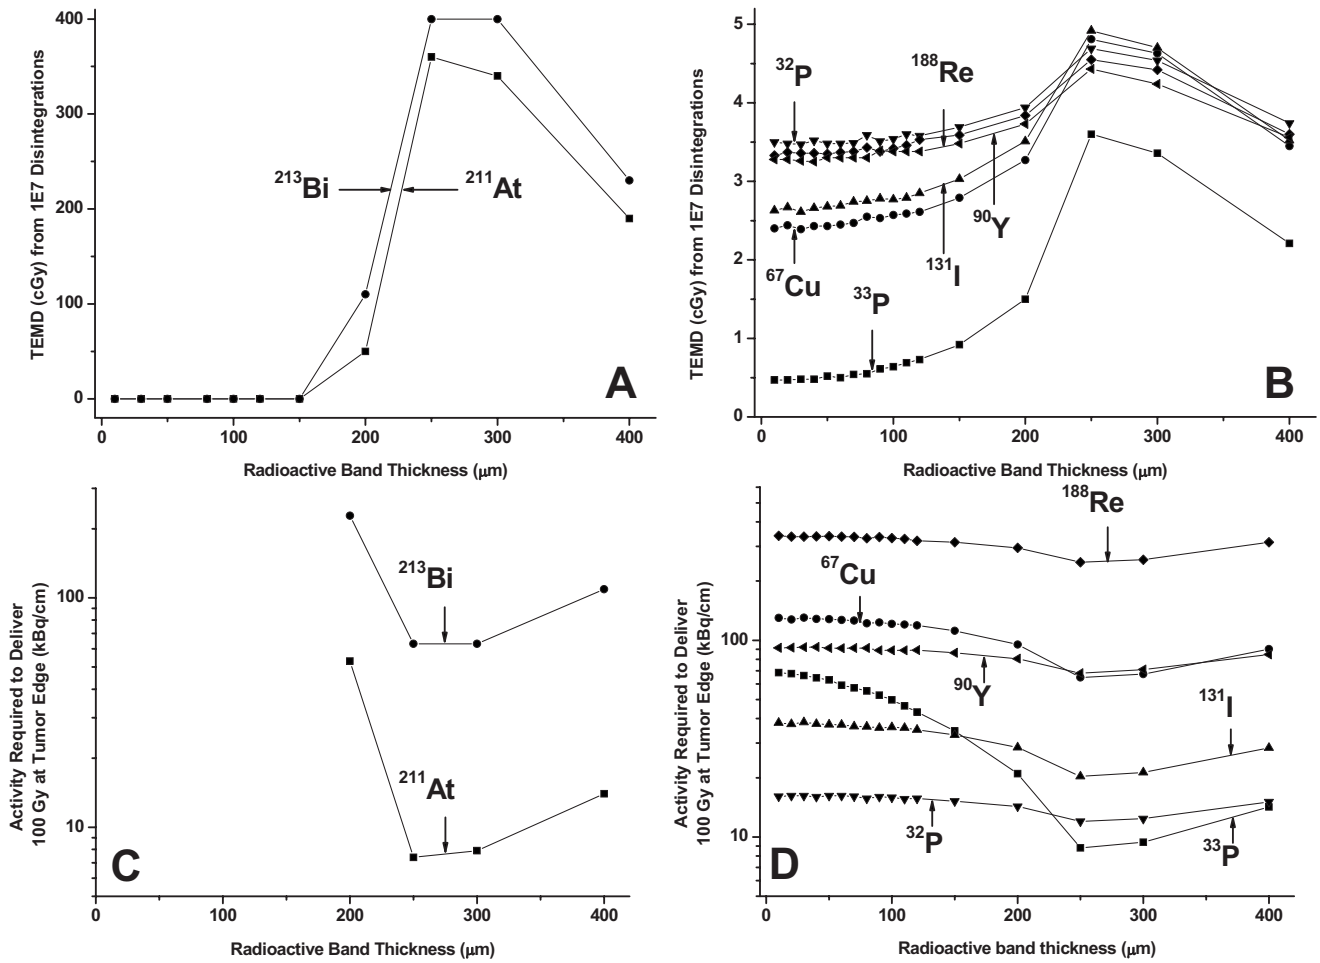 400
300
200
100
0
TEMD (cGy) from 1E7 Disintegrations
213Bi
211At
A
0 100 200 300 400
Radioactive Band Thickness (μm)
5
4
3
2
1
0
TEMD (cGy) from 1E7 Disintegrations
32P
188Re
90Y
131I
67Cu
33P
B
0 100 200 300 400
Radioactive Band Thickness (μm)
100
10
Activity Required to Deliver
100 Gy at Tumor Edge (kBq/cm)
213Bi
211At
C
0 100 200 300 400
Radioactive Band Thickness (μm)
100
10
Activity Required to Deliver
100 Gy at Tumor Edge (kBq/cm)
188Re
67Cu
90Y
131I
32P
33P
D
0 100 200 300 400
Radioactive band thickness (μm)